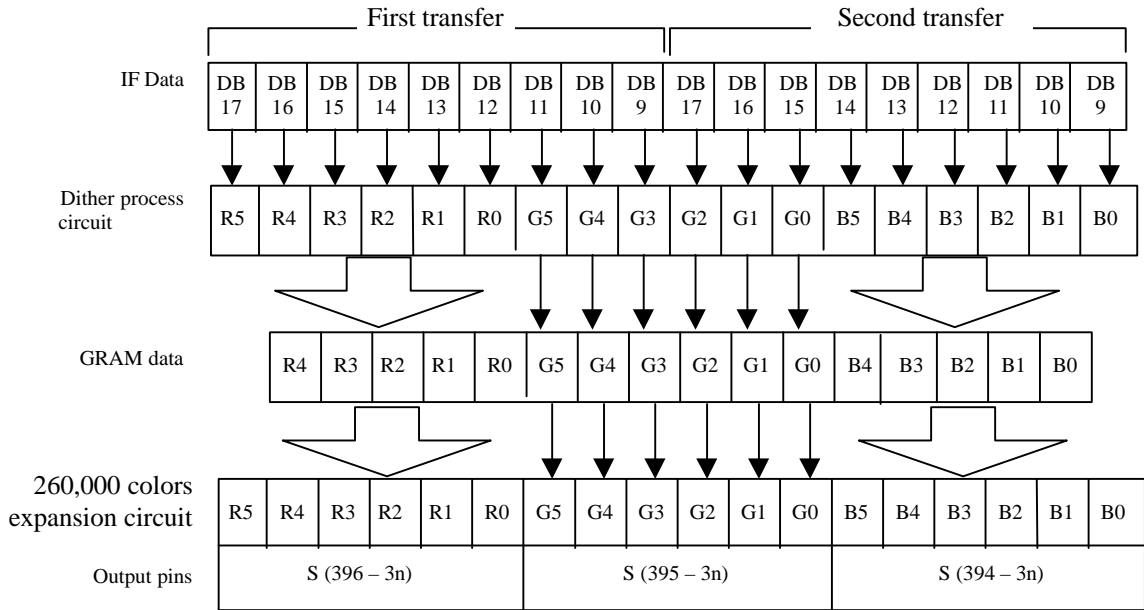 First transfer Second transfer
IF Data DB 17 DB 16 DB 15 DB 14 DB 13 DB 12 DB 11 DB 10 DB 9 DB 17 DB 16 DB 15 DB 14 DB 13 DB 12 DB 11 DB 10 DB 9
Dither process circuit R5 R4 R3 R2 R1 R0 G5 G4 G3 G2 G1 G0 B5 B4 B3 B2 B1 B0
GRAM data R4 R3 R2 R1 R0 G5 G4 G3 G2 G1 G0 B4 B3 B2 B1 B0
260,000 colors expansion circuit R5 R4 R3 R2 R1 R0 G5 G4 G3 G2 G1 G0 B5 B4 B3 B2 B1 B0
Output pins S (396 – 3n) S (395 – 3n) S (394 – 3n)